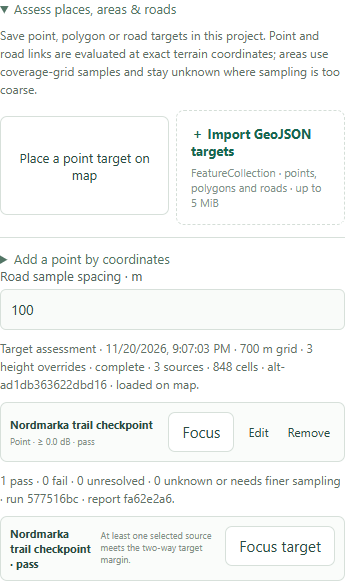 ▼ Assess places, areas & roads
Save point, polygon or road targets in this project. Point and
road links are evaluated at exact terrain coordinates; areas use
coverage-grid samples and stay unknown where sampling is too
coarse.
Place a point target on
map
+ Import GeoJSON
targets
FeatureCollection · points,
polygons and roads · up to
5 MiB
▶ Add a point by coordinates
Road sample spacing · m
100
Target assessment · 11/20/2026, 9:07:03 PM · 700 m grid · 3
height overrides · complete · 3 sources · 848 cells · alt-
ad1db363622dbd16 · loaded on map.
Nordmarka trail checkpoint
Point · ≥ 0.0 dB · pass
Focus
Edit
Remove
1 pass · 0 fail · 0 unresolved · 0 unknown or needs finer sampling
· run 577516bc · report fa62e2a6.
Nordmarka
trail checkpoint
· pass
At least one selected source
meets the two-way target
margin.
Focus target